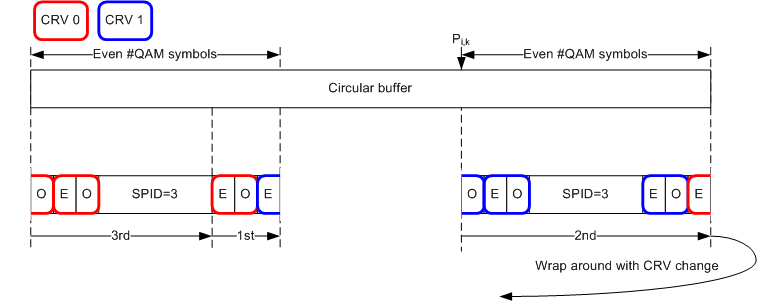 CRV 0 CRV 1
Even #QAM symbols
Pi,k
Even #QAM symbols
Circular buffer
O E O SPID=3 E O E
O E O SPID=3 E O E
3rd 1st
2nd
Wrap around with CRV change